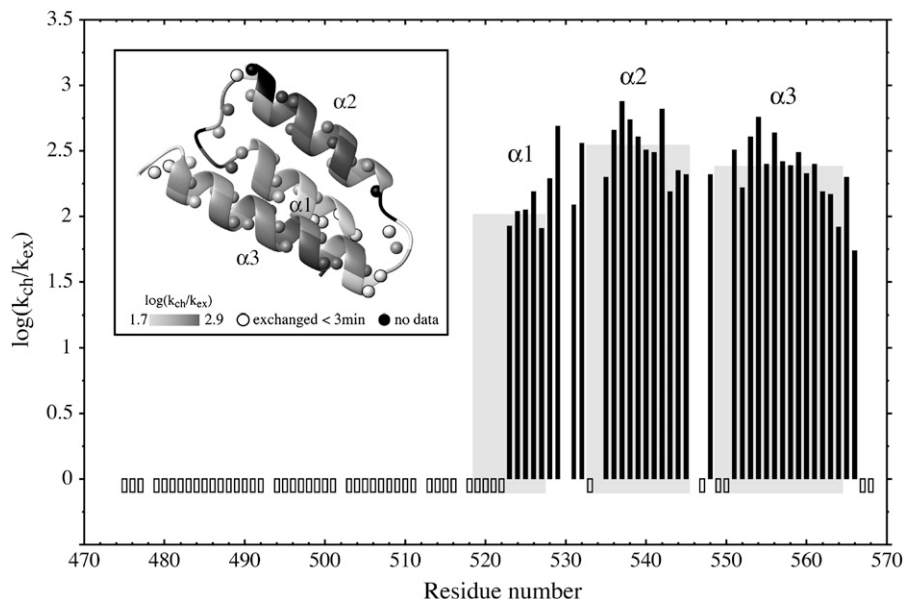 3.5
3
2.5
2
1.5
1
0.5
0
log(kch/kex)
470 480 490 500 510 520 530 540 550 560 570
Residue number
α1
α2
α3
α2
α1
α3
log(kch/kex)
1.7 2.9 exchanged < 3min no data